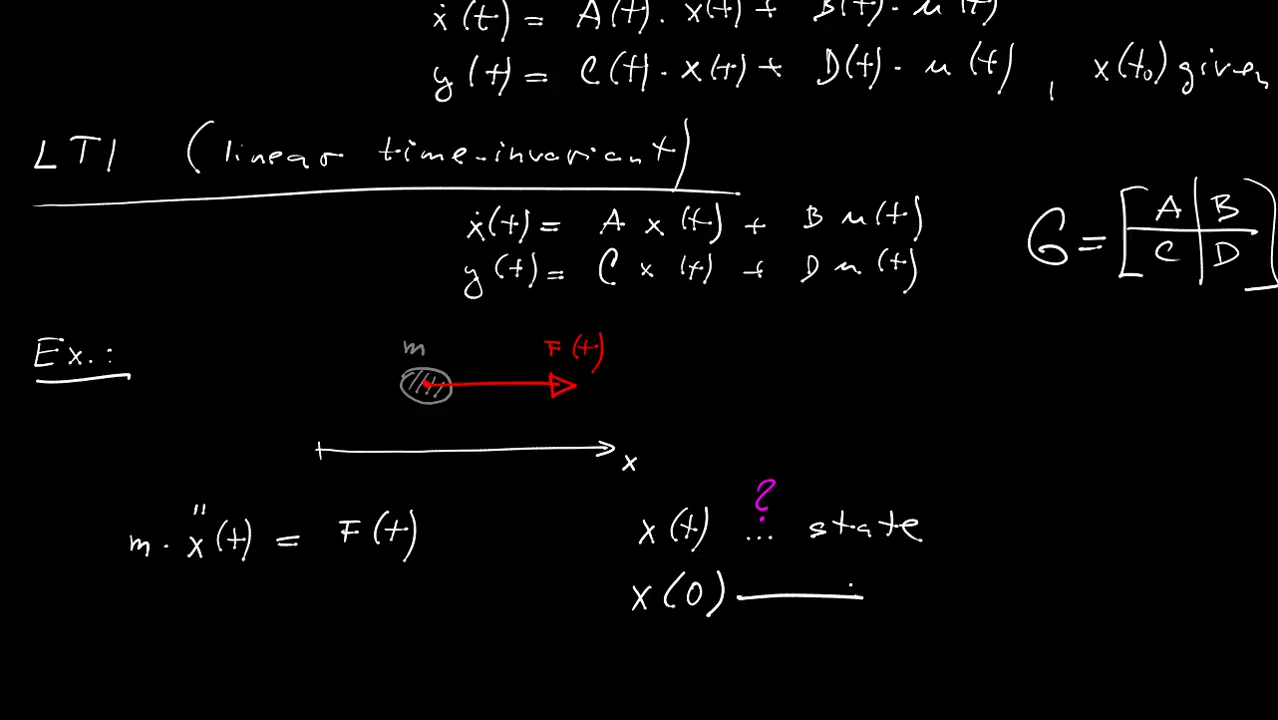 ẋ(t) = A(t) · x(t) + B(t) · u(t)
y(t) = C(t) · x(t) + D(t) · u(t) , x(t₀) given
LTI (linear time-invariant)
ẋ(t) = A x(t) + B u(t)
y(t) = C x(t) + D u(t)
G = [ A | B
C | D ]
Ex.:
m F(t)
x
m · ẍ(t) = F(t)
?
x(t) ... state
x(0)